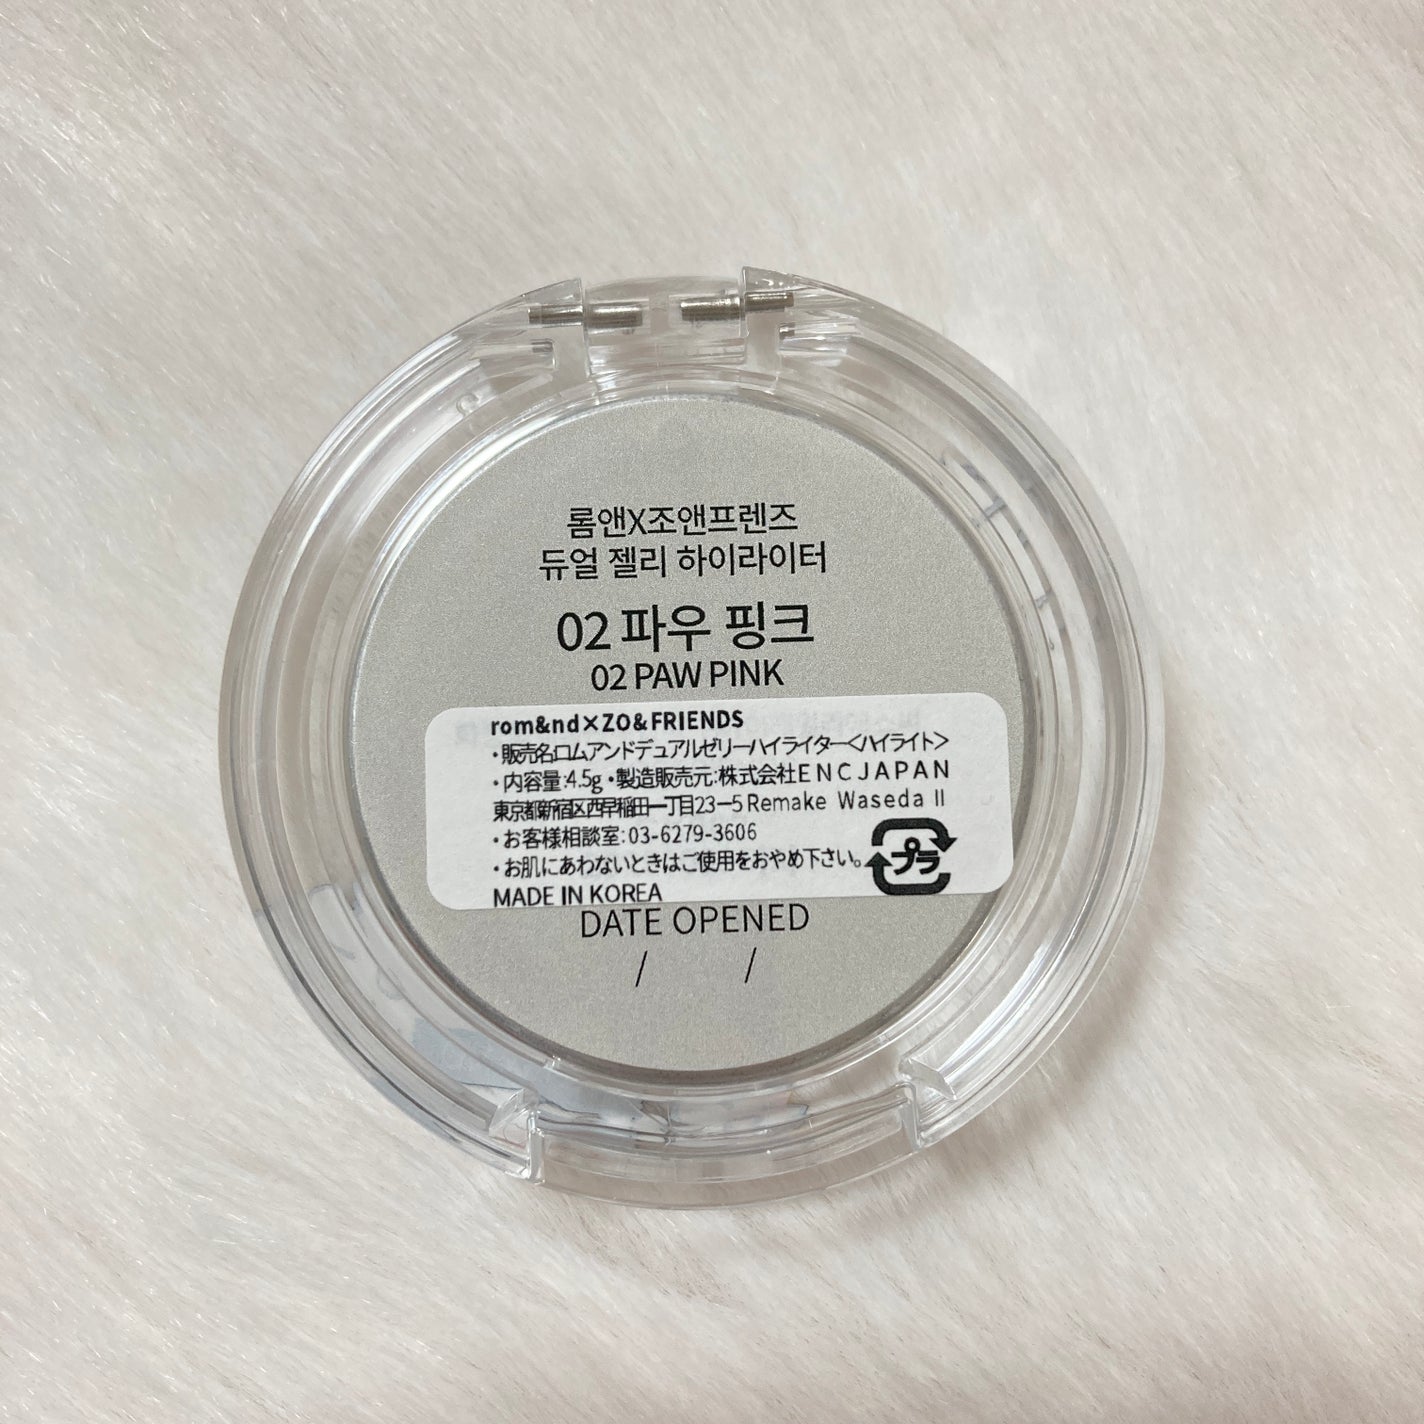 롬앤X조앤프렌즈
듀얼 젤리 하이라이터
02 파우 핑크
02 PAW PINK
rom&nd×ZO&FRIENDS
・販売名:ロムアンドデュアルゼリーハイライター<ハイライト>
・内容量:4.5g ・製造販売元:株式会社ENCJAPAN
東京都新宿区西早稲田一丁目23ー5 Remake Waseda II
・お客様相談室:03-6279-3606
・お肌にあわないときはご使用をおやめ下さい。
プラ
MADE IN KOREA
DATE OPENED
/ /